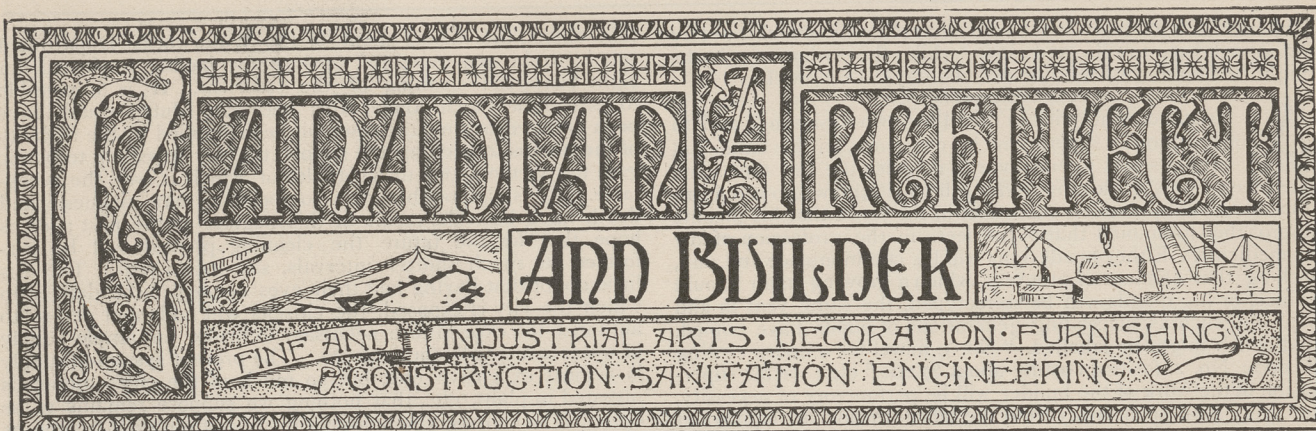 CANADIAN ARCHITECT
AND BUILDER
FINE AND INDUSTRIAL ARTS · DECORATION · FURNISHING
CONSTRUCTION · SANITATION ENGINEERING